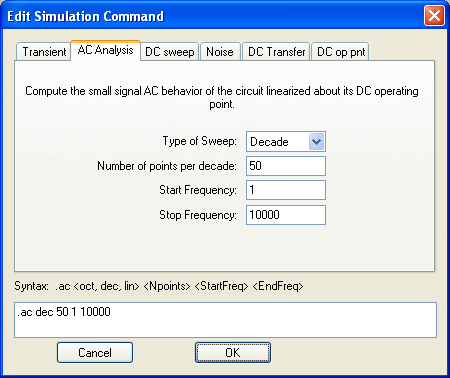 Edit Simulation Command
Transient AC Analysis DC sweep Noise DC Transfer DC op pnt
Compute the small signal AC behavior of the circuit linearized about its DC operating
point.
Type of Sweep: Decade
Number of points per decade: 50
Start Frequency: 1
Stop Frequency: 10000
Syntax: .ac <oct, dec, lin> <Npoints> <StartFreq> <EndFreq>
.ac dec 50 1 10000
Cancel OK